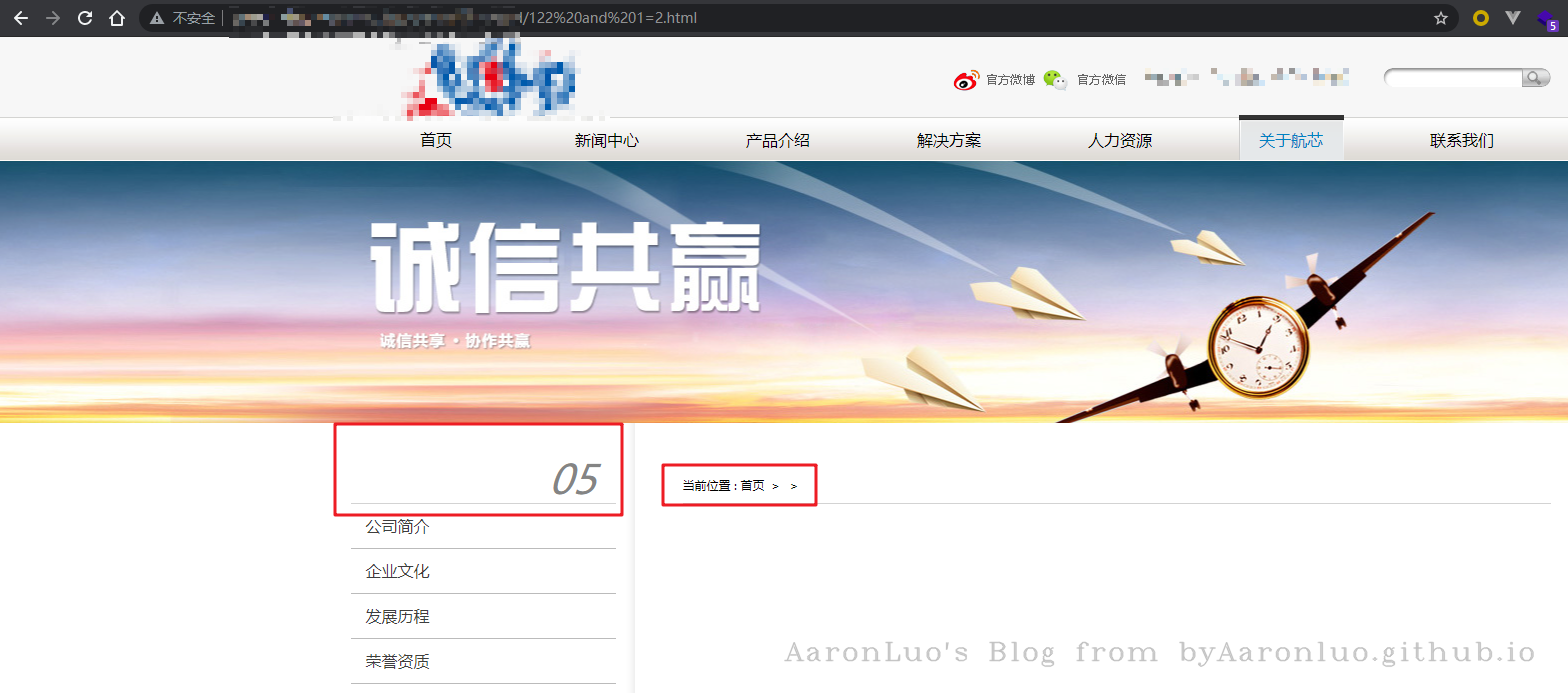 不安全 /122%20and%201=2.html
5
官方微博 官方微信
首页 新闻中心 产品介绍 解决方案 人力资源 关于航芯 联系我们
诚信共赢
诚信共享·协作共赢
05
当前位置：首页 > >
公司简介
企业文化
发展历程
荣誉资质
AaronLuo's Blog from byAaronluo.github.io